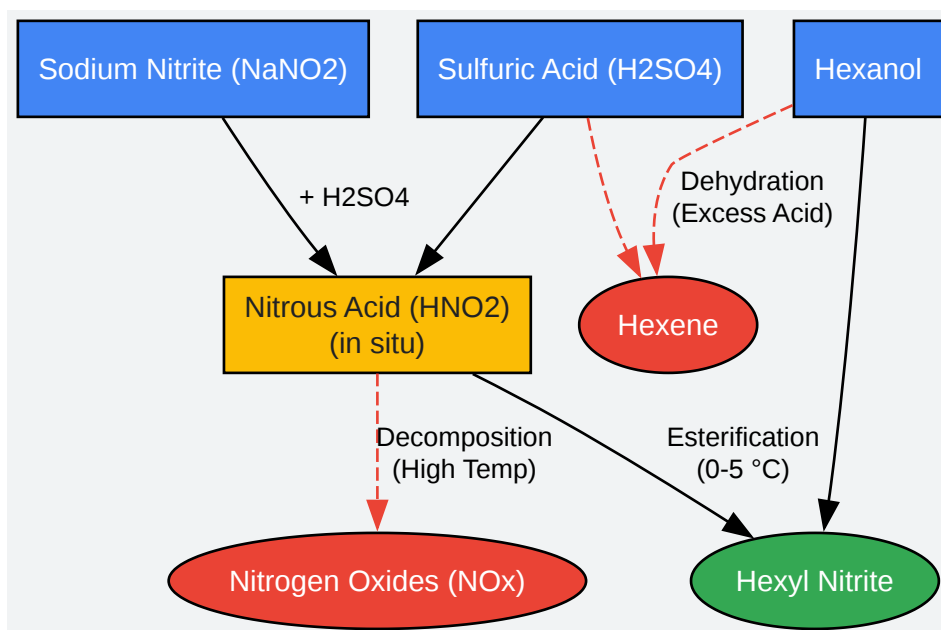 Sodium Nitrite (NaNO2)
Sulfuric Acid (H2SO4)
Hexanol
+ H2SO4
Dehydration
(Excess Acid)
Nitrous Acid (HNO2)
(in situ)
Hexene
Decomposition
(High Temp)
Esterification
(0-5 °C)
Nitrogen Oxides (NOx)
Hexyl Nitrite